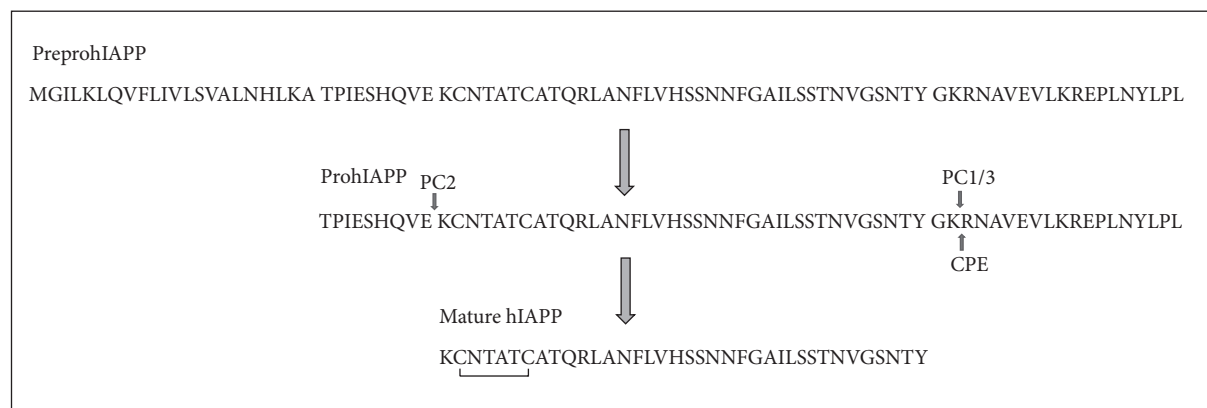 PreprohIAPP
MGILKLQVFLIVLSVALNHLKA TPIESHQVE KCNTATCATQRLANFLVHSSNNFGAILSSTNVGSNTY GKRNAVEVLKREPLNYLPL
ProhIAPP PC2 PC1/3
TPIESHQVE KCNTATCATQRLANFLVHSSNNFGAILSSTNVGSNTY GKRNAVEVLKREPLNYLPL
CPE
Mature hIAPP
KCNTATCATQRLANFLVHSSNNFGAILSSTNVGSNTY